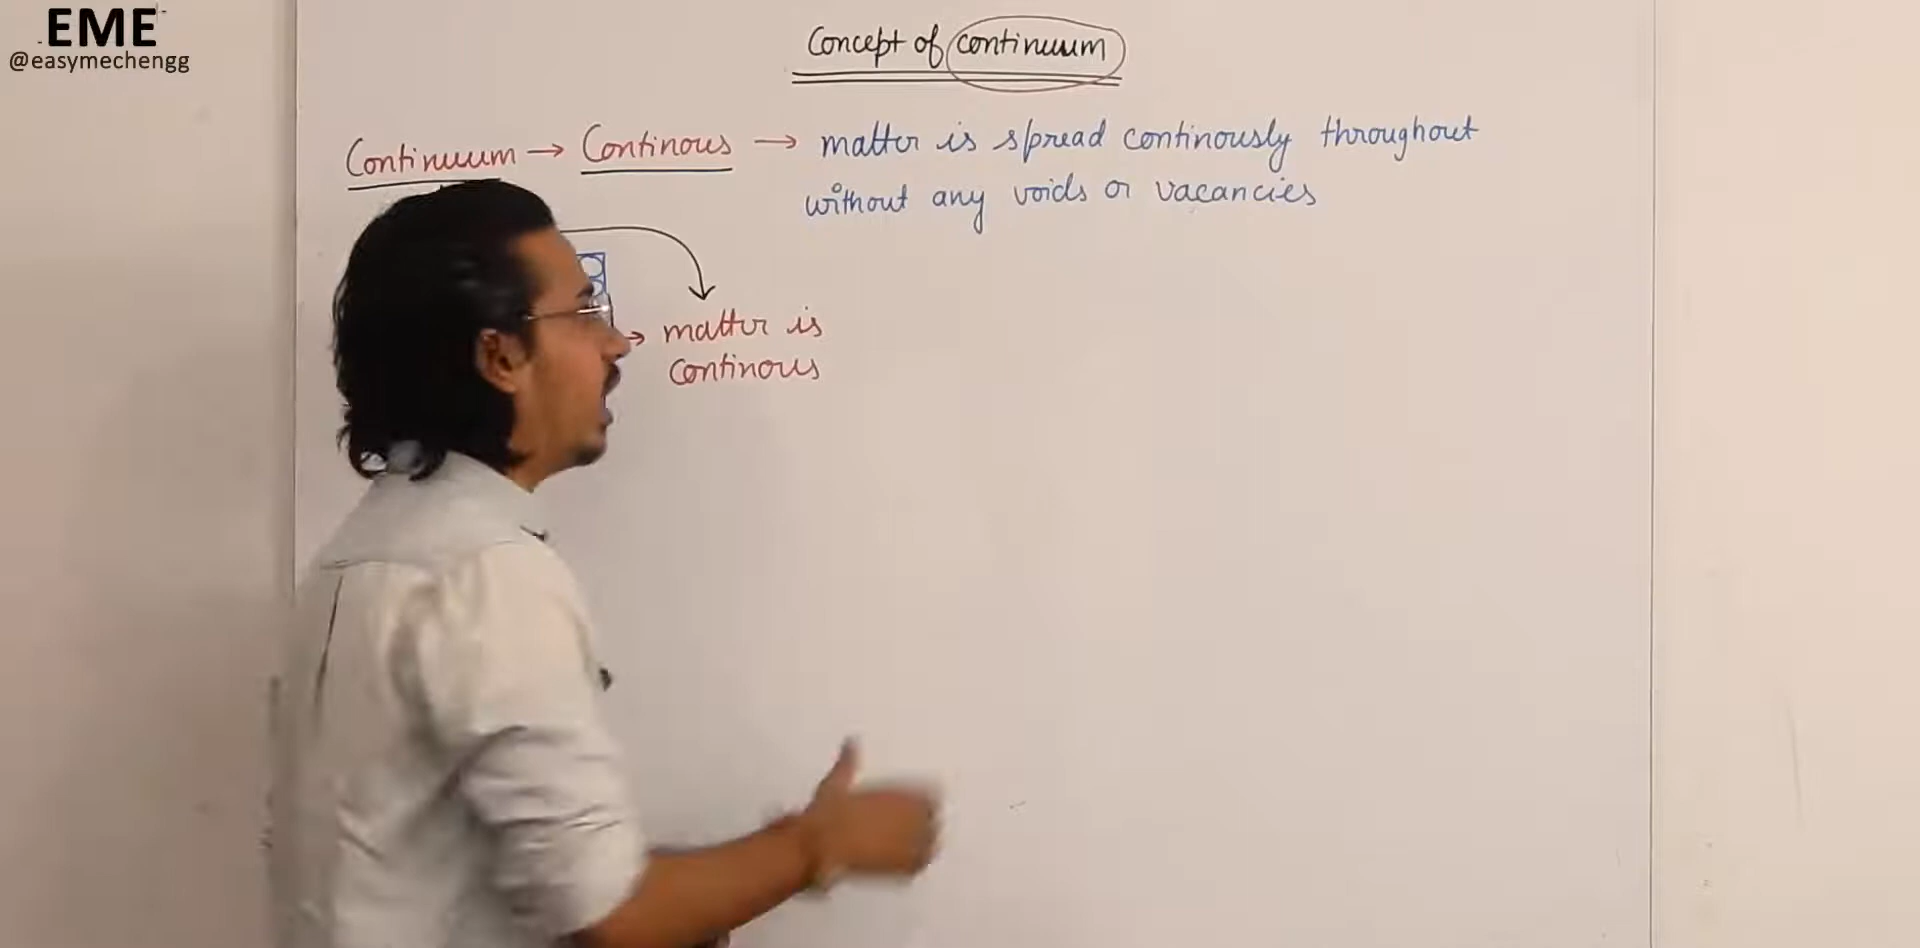 EME
@easymechengg
Concept of continuum
Continuum → Continous → matter is spread continously throughout
without any voids or vacancies
→ matter is
continous